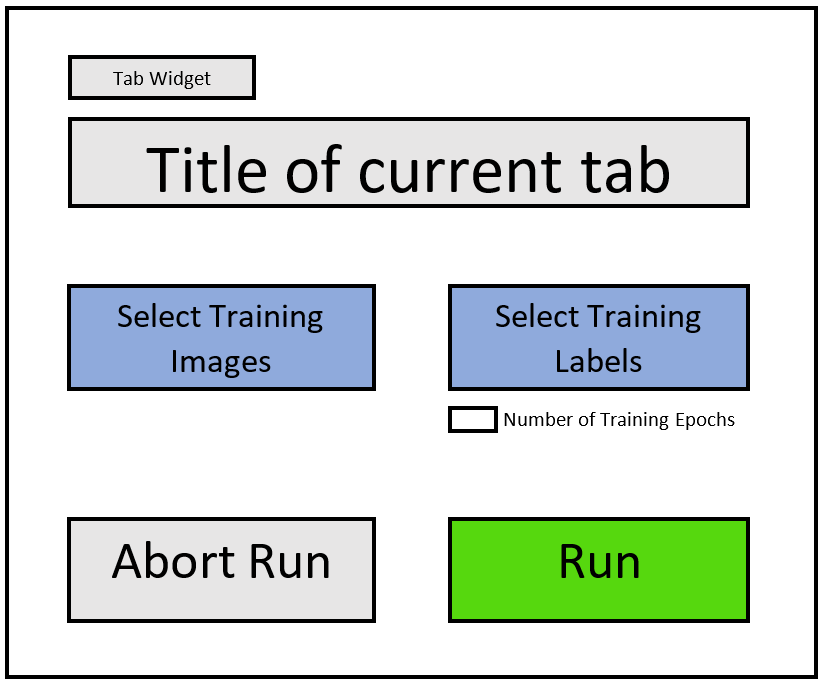 Tab Widget
Title of current tab
Select Training
Images
Select Training
Labels
Number of Training Epochs
Abort Run
Run